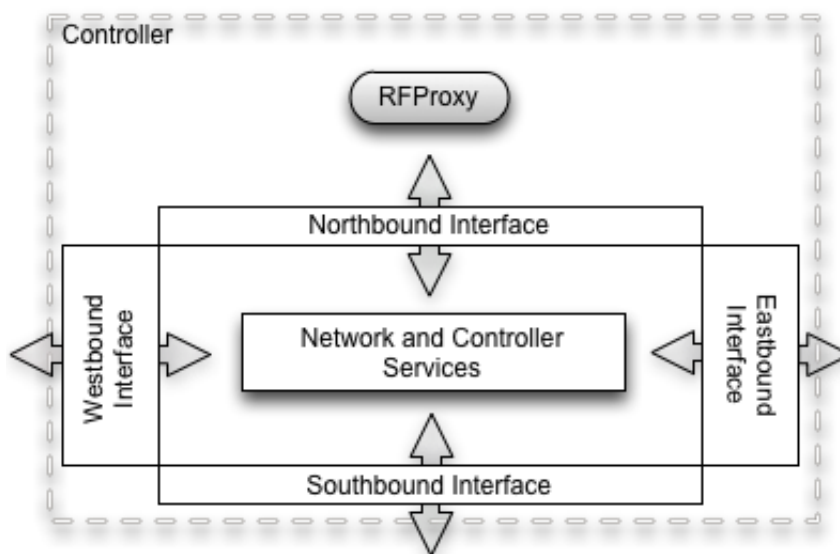 Controller
RFProxy
Northbound Interface
Westbound
Interface
Network and Controller
Services
Eastbound
Interface
Southbound Interface